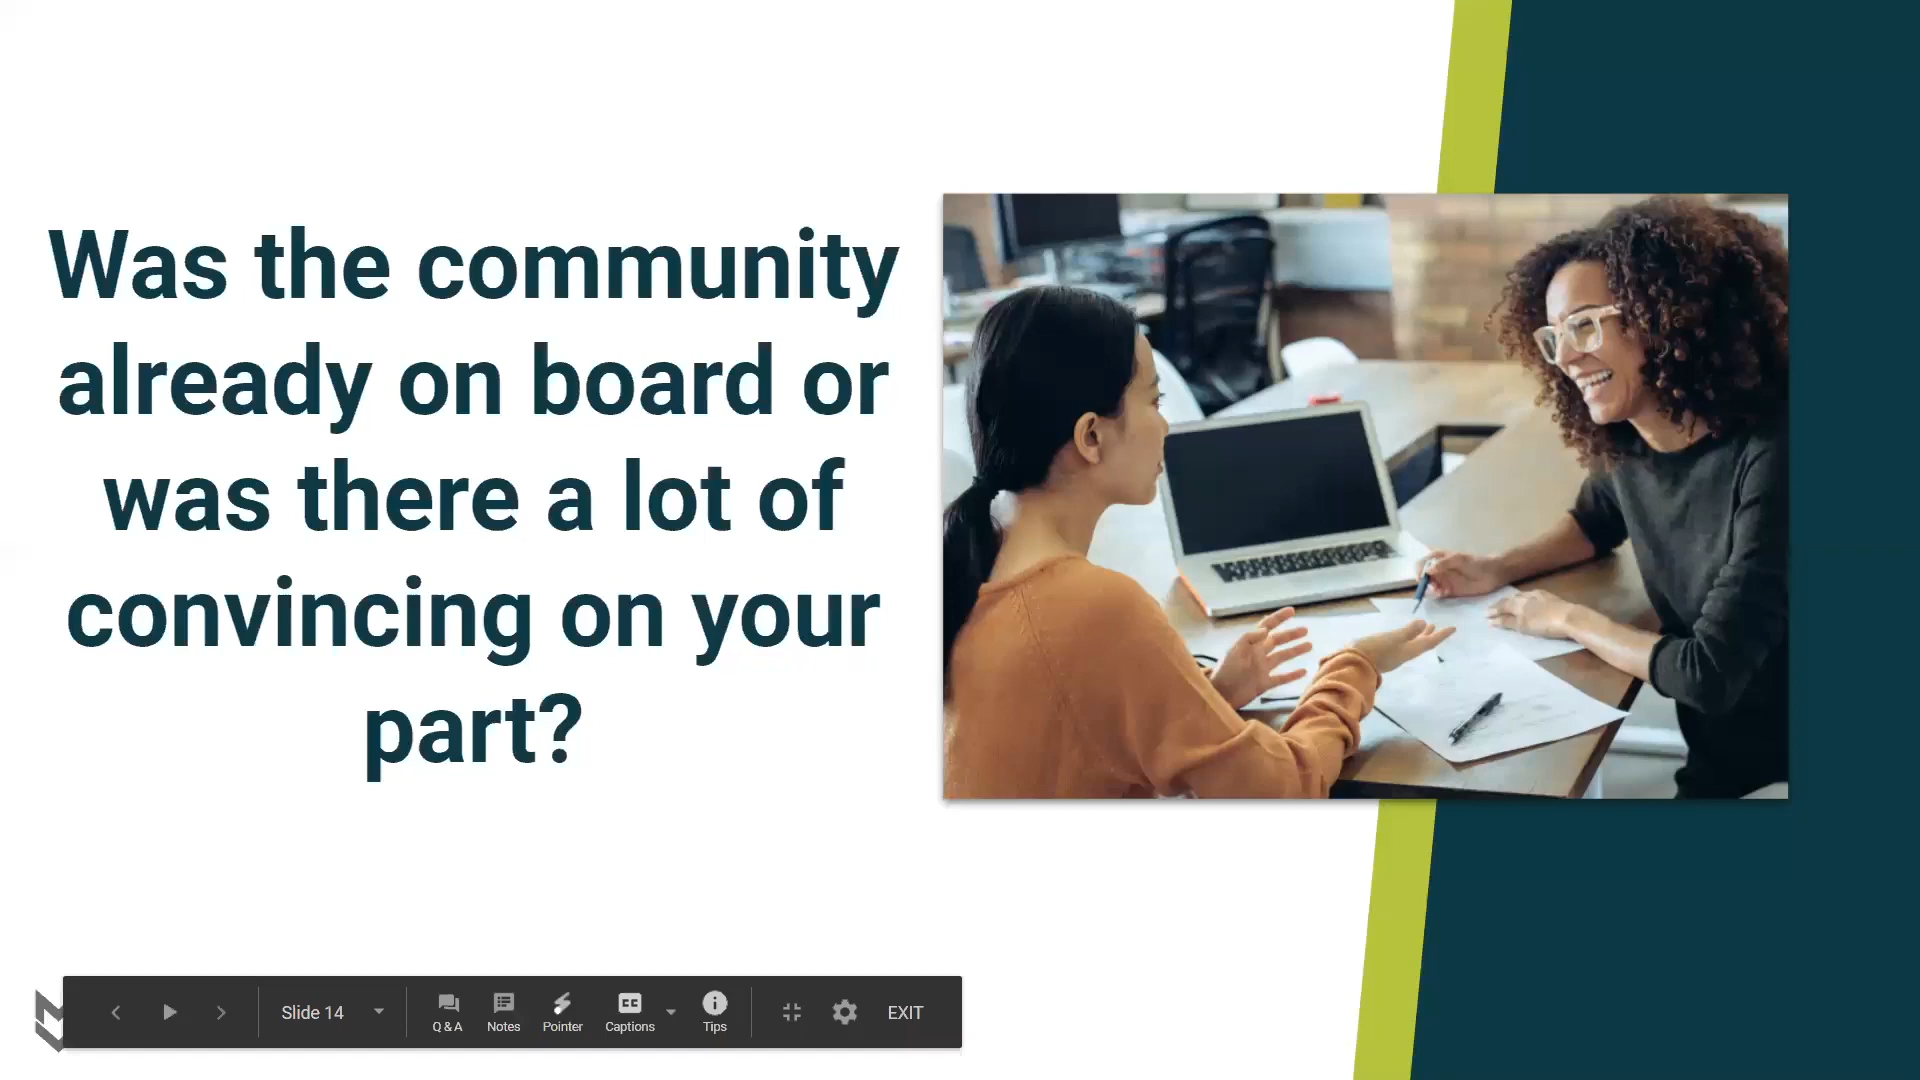 Was the community
already on board or
was there a lot of
convincing on your
part?
Slide 14
Q & A
Notes
Pointer
CC
Captions
Tips
EXIT